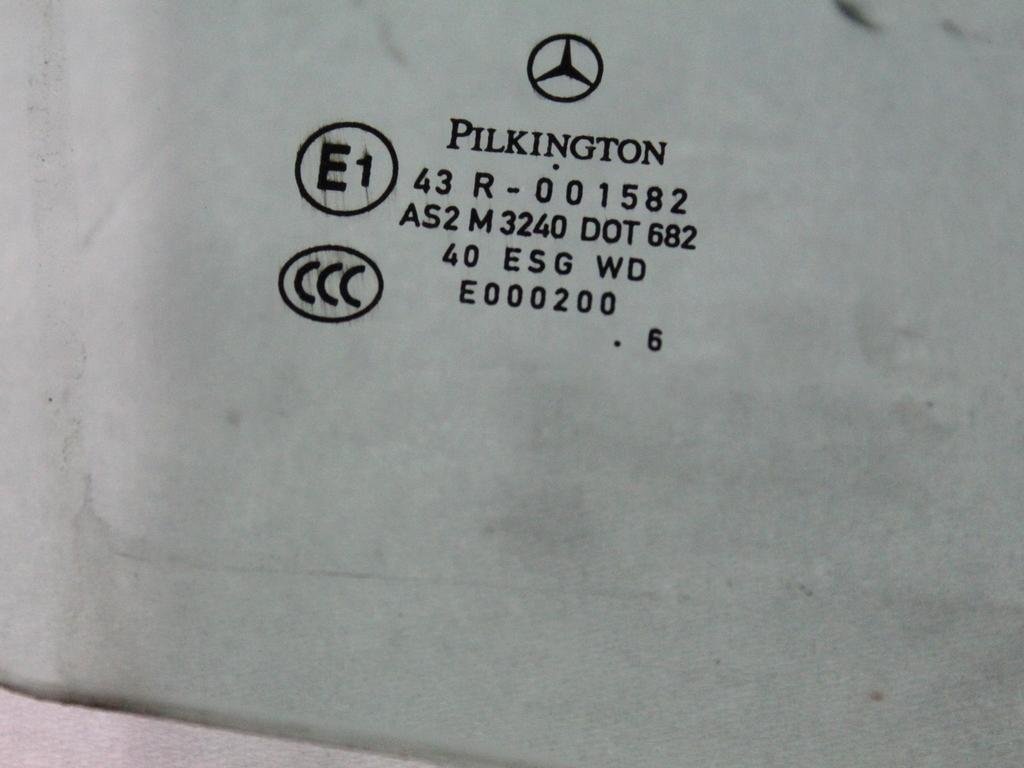 PILKINGTON
E1 43 R - 001582
AS2 M 3240 DOT 682
CCC 40 ESG WD
E000200
. 6